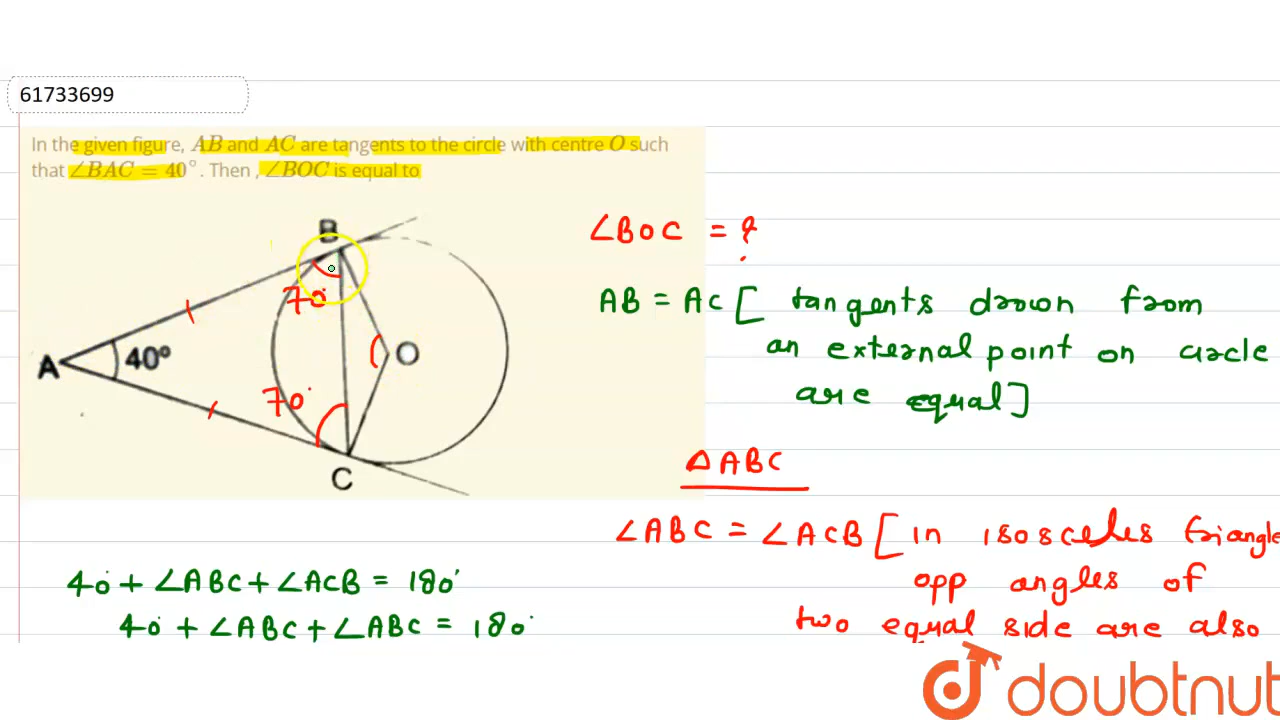 61733699
In the given figure, AB and AC are tangents to the circle with centre O such
that ∠BAC = 40°. Then , ∠BOC is equal to
B
70°
A
40°
O
70°
C
∠BOC = ?
AB = AC [ tangents drown from
an external point on circle
are equal ]
△ABC
∠ABC = ∠ACB [ in isosceles triangle
opp angles of
two equal side are also
40° + ∠ABC + ∠ACB = 180°
40° + ∠ABC + ∠ABC = 180°
doubtnut